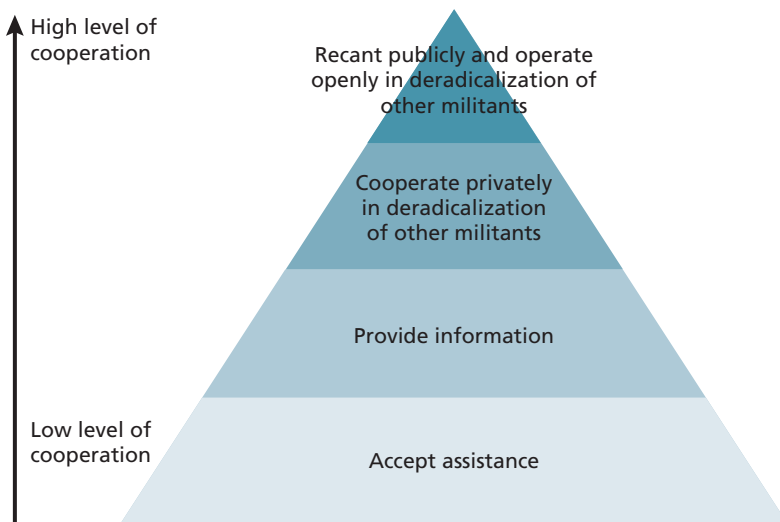 High level of
cooperation
Recant publicly and operate
openly in deradicalization of
other militants
Cooperate privately
in deradicalization
of other militants
Provide information
Low level of
cooperation
Accept assistance